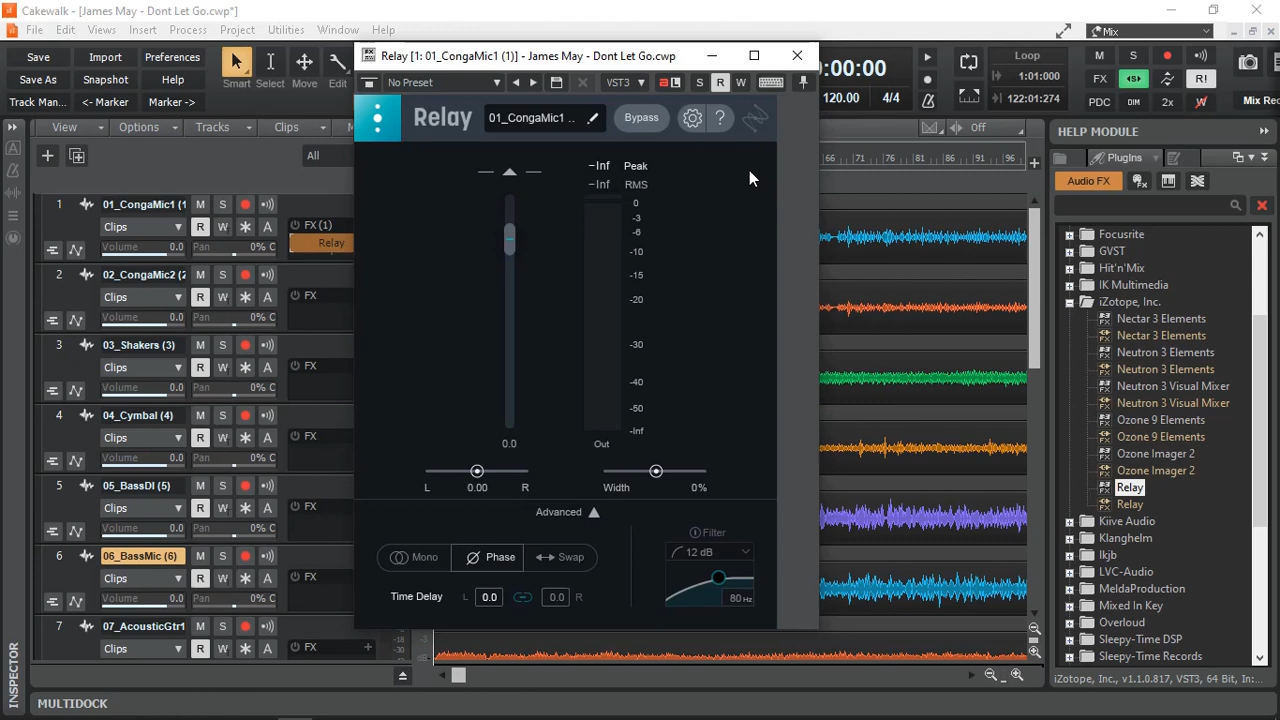 Cakewalk - [James May - Dont Let Go.cwp*]
File Edit Views Insert Process Project Utilities Window Help
Mix
Save Import Preferences
Save As Snapshot Help
Track Man... <- Marker Marker ->
Smart Select Move Edit
Relay [1: 01_CongaMic1 (1)] - James May - Dont Let Go.cwp
No Preset VST3 S R W
Relay 01_CongaMic1 .. Bypass ?
-Inf Peak
-Inf RMS
0
-3
-6
-10
-15
-20
-30
-40
-50
-Inf
0.0 Out
L 0.00 R Width 0%
Advanced
Mono Phase Swap
Filter
12 dB
80 Hz
Time Delay L 0.0 0.0 R
:00:00
120.00 4/4
Loop
1:01:000
122:01:274
M S
FX R!
PDC DIM 2x W
Mix Rec
View Options Tracks Clips
Off
All
66 71 76 81 86 91 96
1 01_CongaMic1 (1 M S
Clips R W A FX (1)
Volume 0.0 Pan 0% C Relay
2 02_CongaMic2 (2 M S
Clips R W A FX
Volume 0.0 Pan 0% C
3 03_Shakers (3) M S
Clips R W A FX
Volume 0.0 Pan 0% C
4 04_Cymbal (4) M S
Clips R W A FX
Volume 0.0 Pan 0% C
5 05_BassDI (5) M S
Clips R W A FX
Volume 0.0 Pan 0% C
6 06_BassMic (6) M S
Clips R W A FX
Volume 0.0 Pan 0% C
7 07_AcousticGtr1 M S
Clips R W A FX
-18
-30
-3
INSPECTOR
MULTIDOCK
HELP MODULE
PlugIns
Audio FX
Focusrite
GVST
Hit'n'Mix
IK Multimedia
iZotope, Inc.
Nectar 3 Elements
Nectar 3 Elements
Neutron 3 Elements
Neutron 3 Elements
Neutron 3 Visual Mixer
Neutron 3 Visual Mixer
Ozone 9 Elements
Ozone 9 Elements
Ozone Imager 2
Ozone Imager 2
Relay
Relay
Kiive Audio
Klanghelm
lkjb
LVC-Audio
MeldaProduction
Mixed In Key
Overloud
Sleepy-Time DSP
Sleepy-Time Records
iZotope, Inc., v1.1.0.817, VST3, 64 Bit, In: